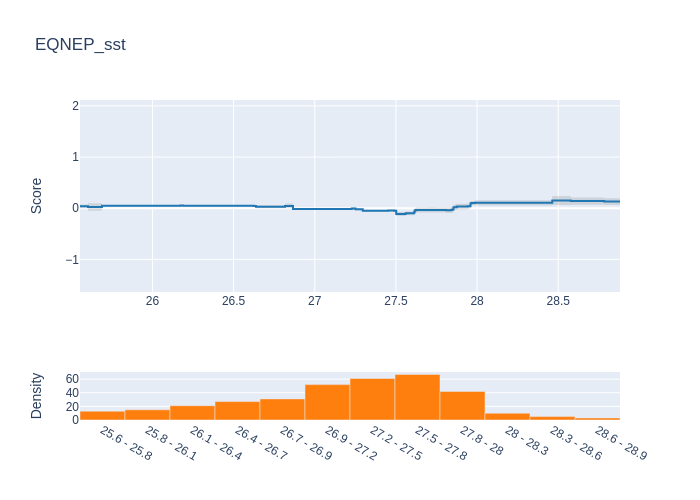 EQNEP_sst
Score
2
1
0
−1
26
26.5
27
27.5
28
28.5
Density
60
40
20
0
25.6 - 25.8
25.8 - 26.1
26.1 - 26.4
26.4 - 26.7
26.7 - 26.9
26.9 - 27.2
27.2 - 27.5
27.5 - 27.8
27.8 - 28
28 - 28.3
28.3 - 28.6
28.6 - 28.9